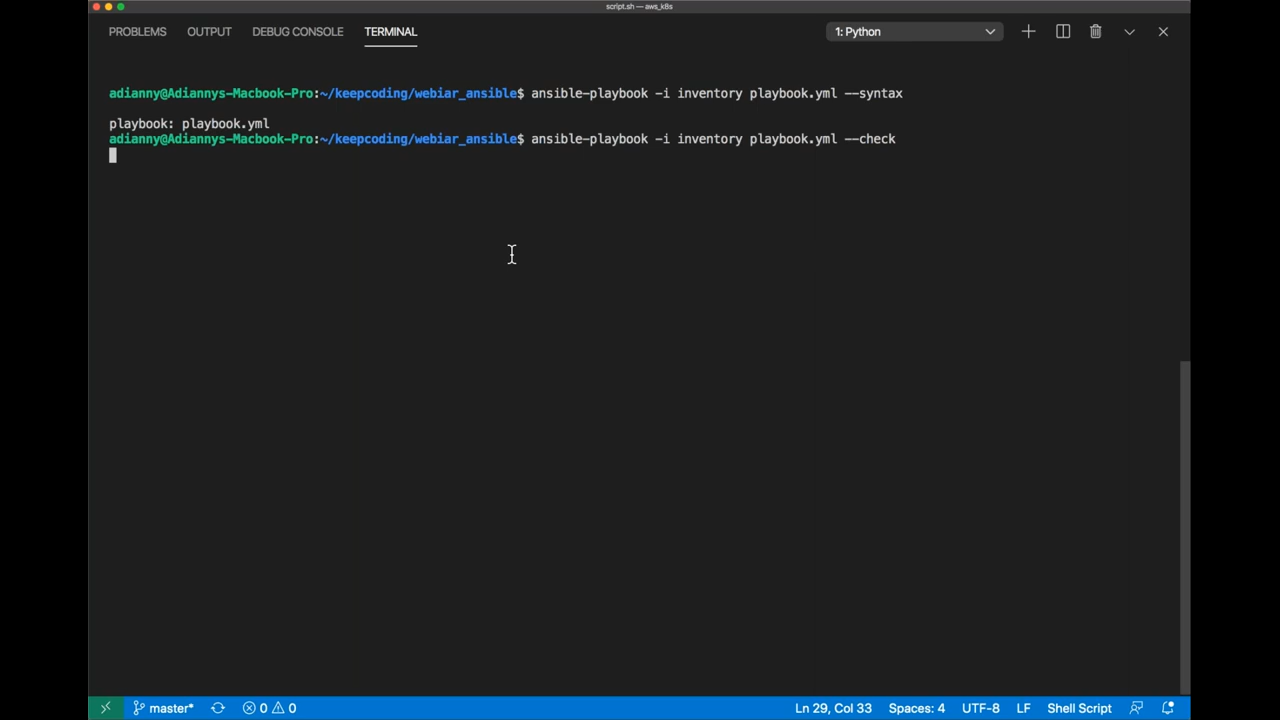 script.sh — aws_k8s
PROBLEMS OUTPUT DEBUG CONSOLE TERMINAL 1: Python
adianny@Adiannys-Macbook-Pro:~/keepcoding/webiar_ansible$ ansible-playbook -i inventory playbook.yml --syntax
playbook: playbook.yml
adianny@Adiannys-Macbook-Pro:~/keepcoding/webiar_ansible$ ansible-playbook -i inventory playbook.yml --check
master* 0 0 Ln 29, Col 33 Spaces: 4 UTF-8 LF Shell Script